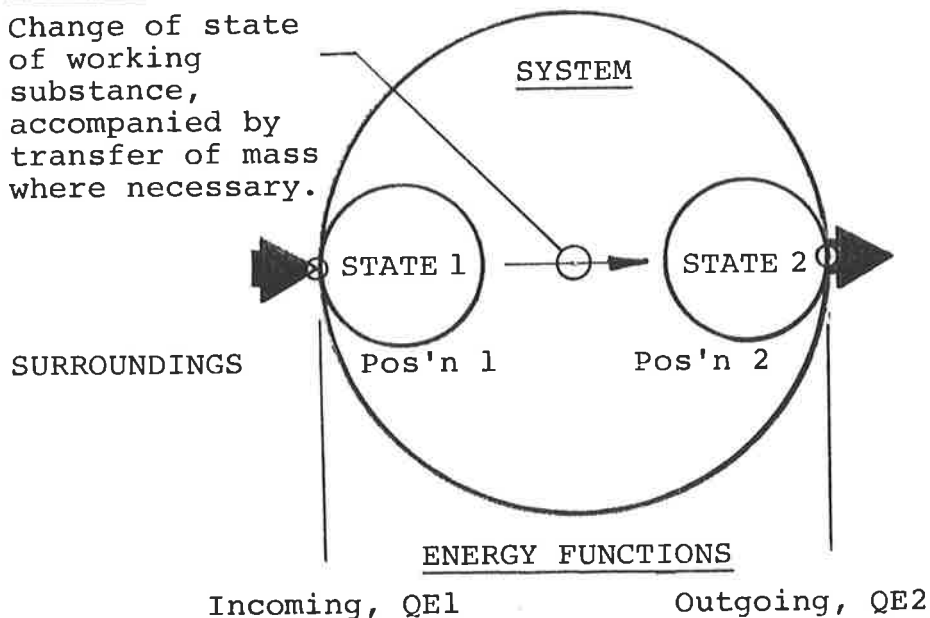 Change of state
of working
substance,
accompanied by
transfer of mass
where necessary.
SYSTEM
STATE 1
STATE 2
SURROUNDINGS
Pos'n 1
Pos'n 2
ENERGY FUNCTIONS
Incoming, QE1
Outgoing, QE2